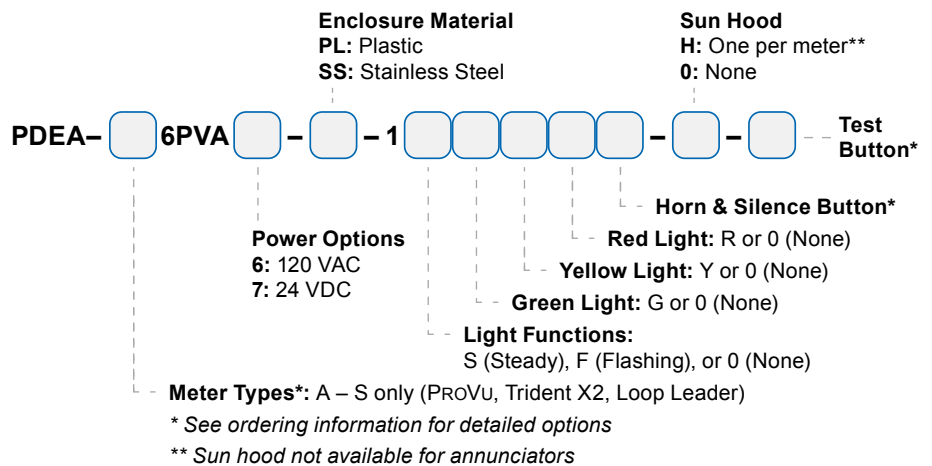 Enclosure Material
PL: Plastic
SS: Stainless Steel
Sun Hood
H: One per meter**
0: None
PDEA– 6PVA – – 1 – –
Test
Button*
Horn & Silence Button*
Red Light: R or 0 (None)
Yellow Light: Y or 0 (None)
Green Light: G or 0 (None)
Light Functions:
S (Steady), F (Flashing), or 0 (None)
Power Options
6: 120 VAC
7: 24 VDC
Meter Types*: A – S only (PROVU, Trident X2, Loop Leader)
* See ordering information for detailed options
** Sun hood not available for annunciators